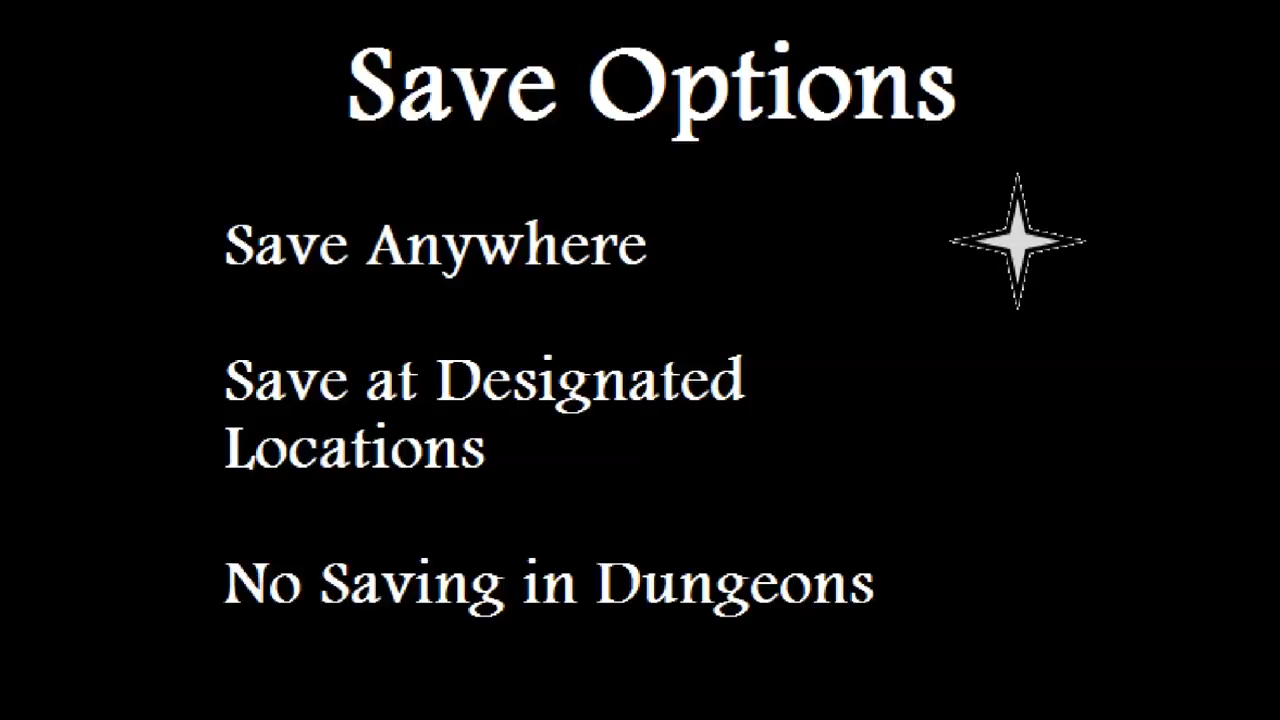 Save Options
Save Anywhere
Save at Designated
Locations
No Saving in Dungeons